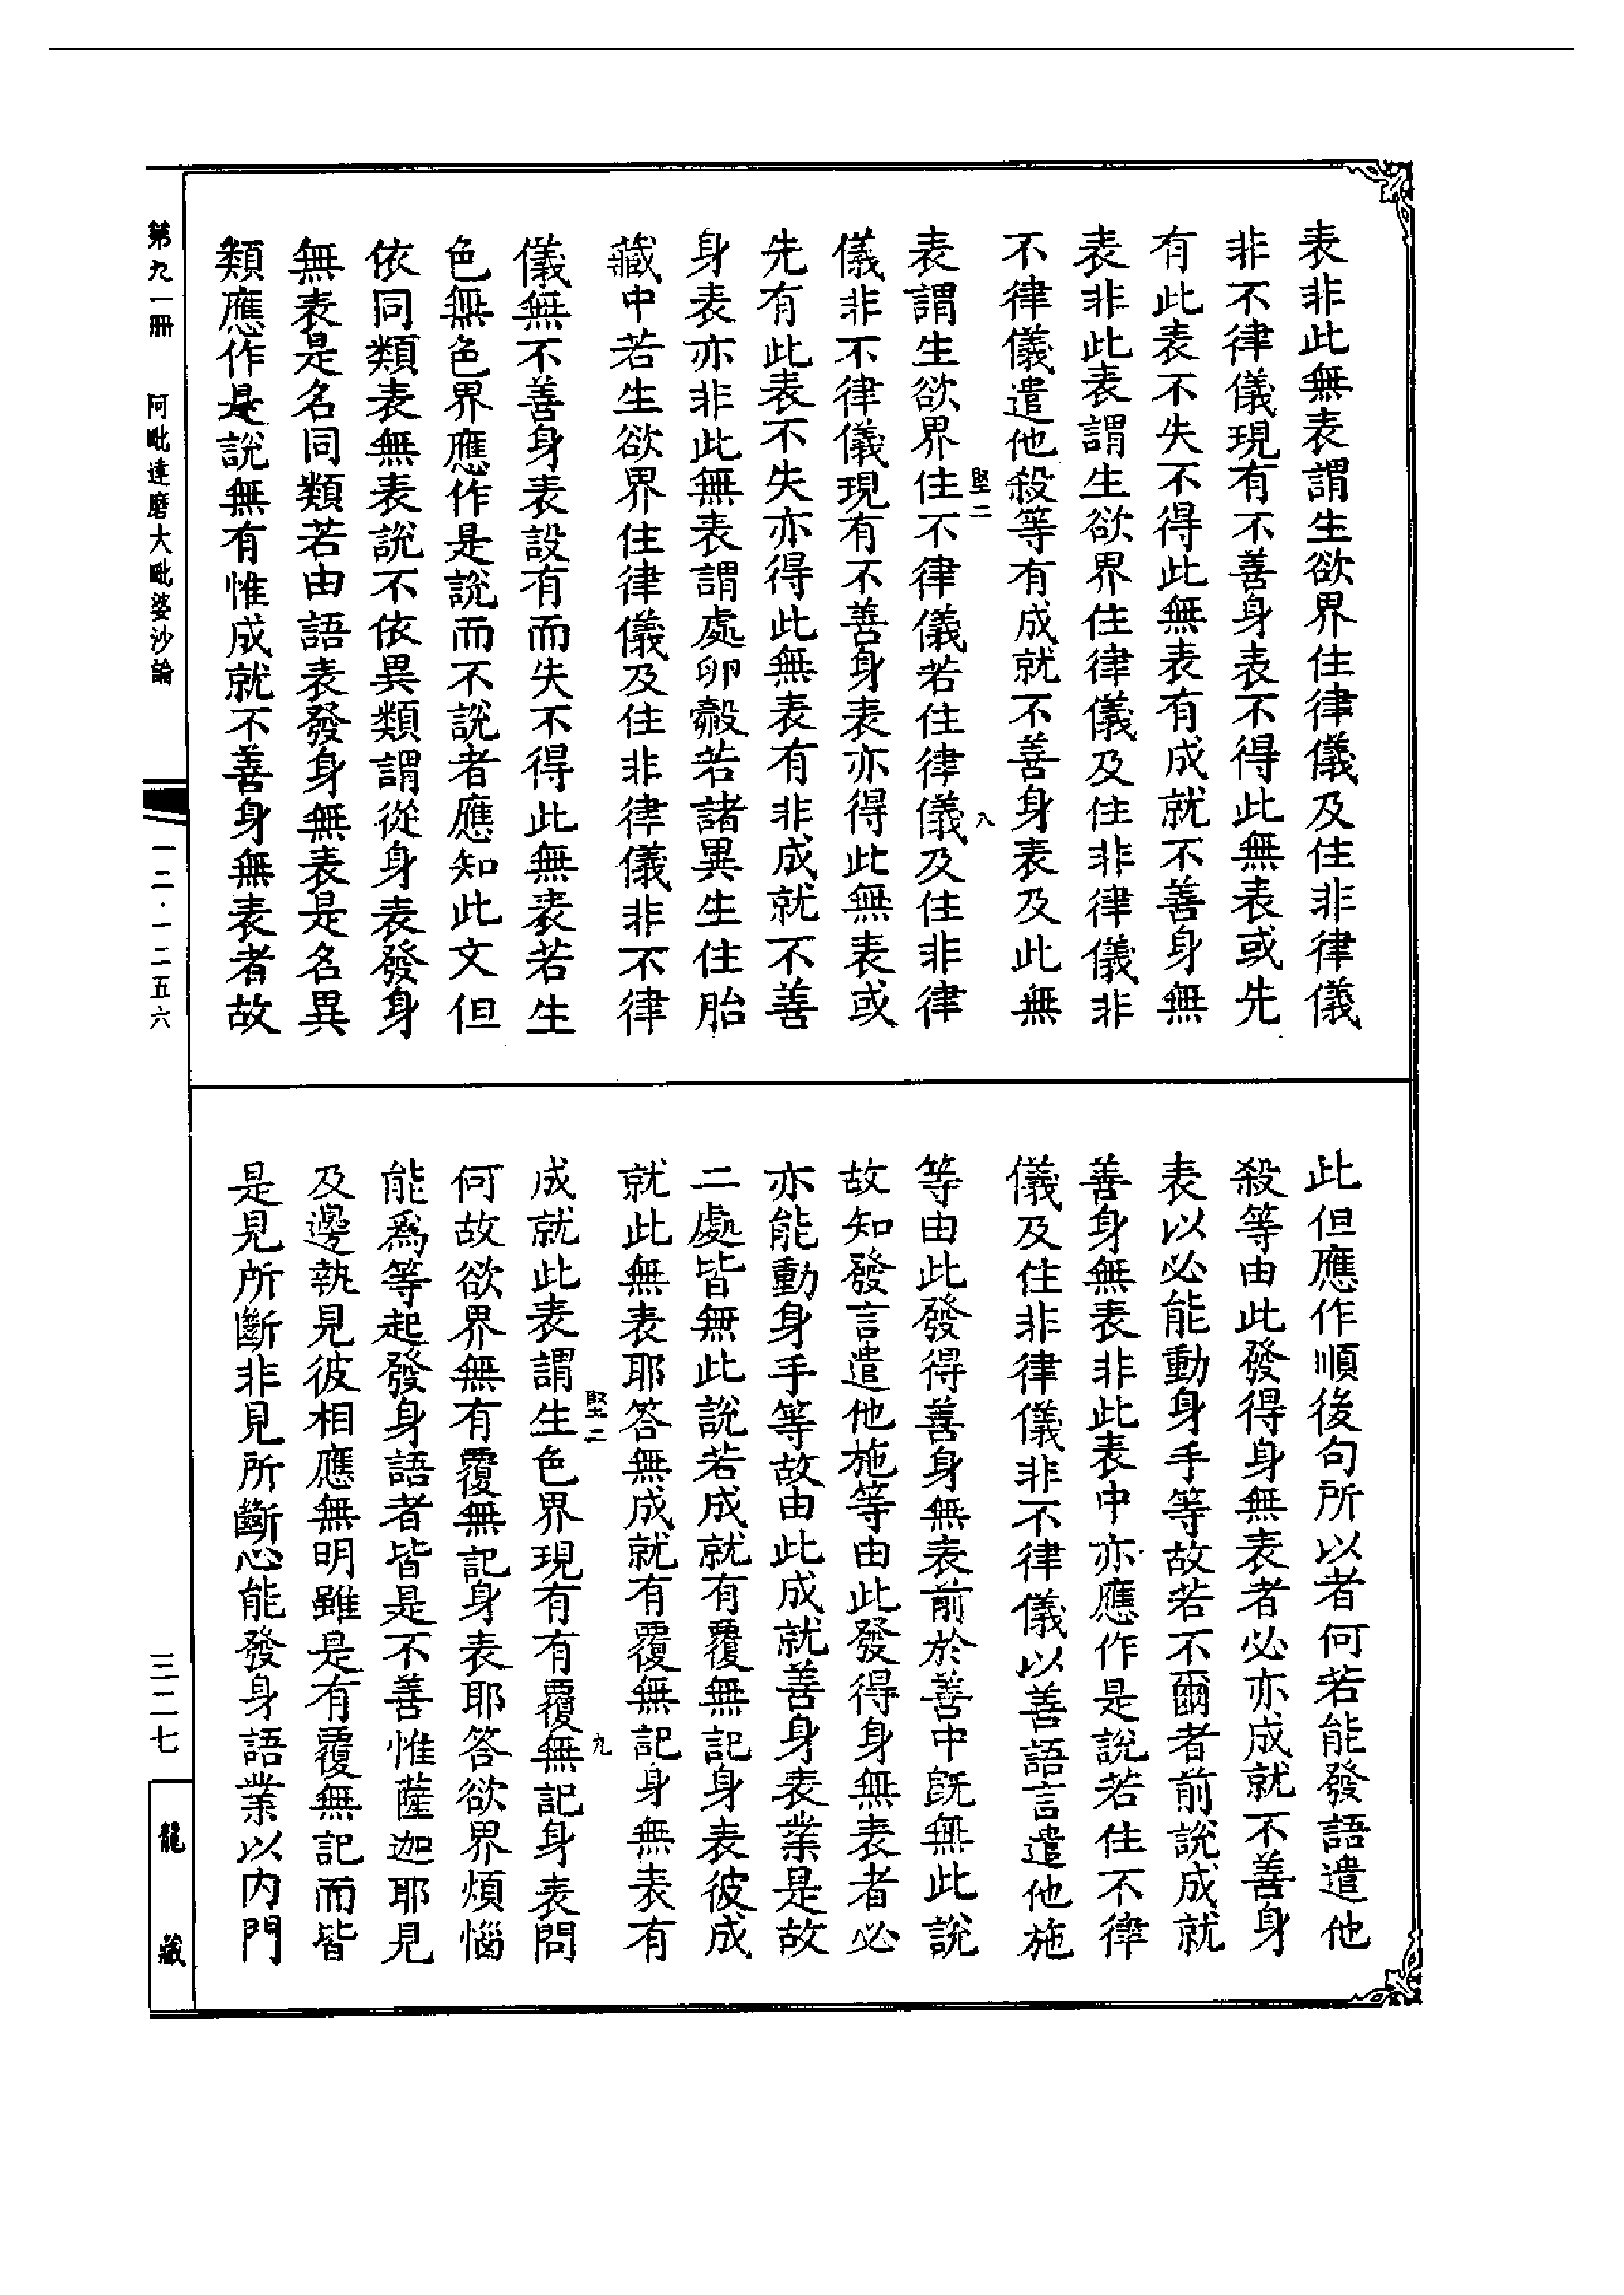 表非此無表謂生欲界住律儀及住非律儀
非不律儀現有不善身表不得此無表或先
有此表不失不得此無表有成就不善身無
表非此表謂生欲界住律儀及住非律儀非
不律儀遣他殺等有成就不善身表及此無
表謂生欲界住不律儀若住律儀及住非律
堅二
八
儀非不律儀現有不善身表亦得此無表或
先有此表不失亦得此無表有非成就不善
身表亦非此無表謂處卵㲉若諸異生住胎
藏中若生欲界住律儀及住非律儀非不律
儀無不善身表設有而失不得此無表若生
色無色界應作是說而不說者應知此文但
依同類表無表說不依異類謂從身表發身
無表是名同類若由語表發身無表是名異
類應作是說無有惟成就不善身無表者故
此但應作順後句所以者何若能發語遣他
殺等由此發得身無表者必亦成就不善身
表以必能動身手等故若不爾者前說成就
善身無表非此表中亦應作是說若住不律
儀及住非律儀非不律儀以善語言遣他施
等由此發得善身無表前於善中旣無此說
故知發言遣他施等由此發得身無表者必
亦能動身手等故由此成就善身表業是故
二處皆無此說若成就有覆無記身表彼成
就此無表耶答無成就有覆無記身無表有
堅二
九
成就此表謂生色界現有有覆無記身表問
何故欲界無有覆無記身表耶答欲界煩惱
能爲等起發身語者皆是不善惟薩迦耶見
及邊執見彼相應無明雖是有覆無記而皆
是見所斷非見所斷心能發身語業以內門
第九一冊　阿毗達磨大毗婆沙論
一二·一二五六
三二七
龍藏